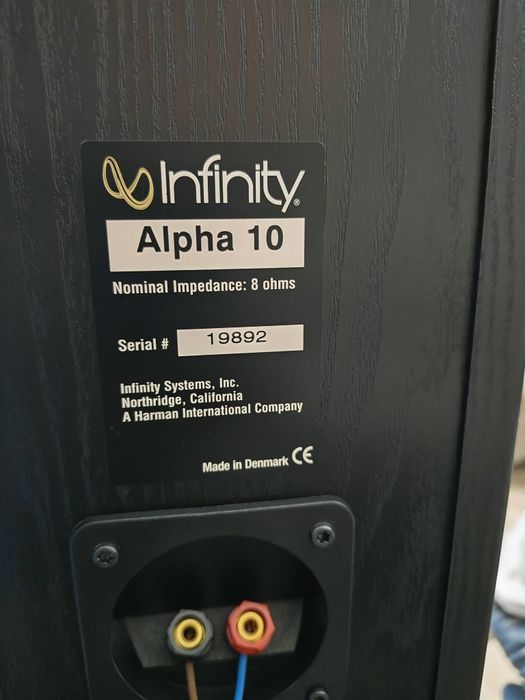 Infinity®
Alpha 10
Nominal Impedance: 8 ohms
Serial # 19892
Infinity Systems, Inc.
Northridge, California
A Harman International Company
Made in Denmark CE